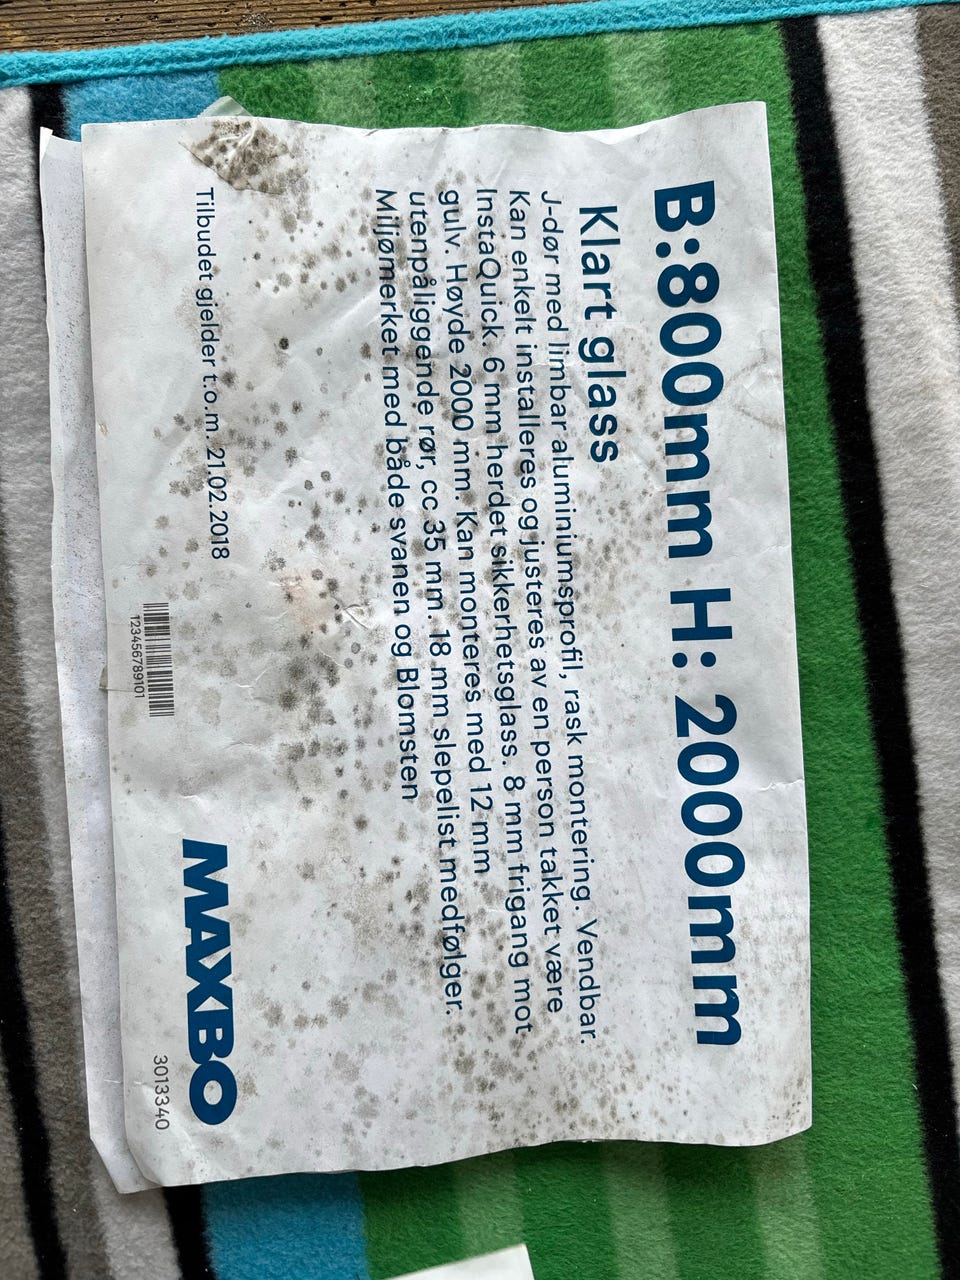 B:800mm H: 2000mm
Klart glass
J-dør med limbar aluminiumsprofil, rask montering. Vendbar.
Kan enkelt installeres og justeres av en person takket være
InstaQuick. 6 mm herdet sikkerhetsglass. 8 mm frigang mot
gulv. Høyde 2000 mm. Kan monteres med 12 mm
utenpåliggende rør, cc 35 mm. 18 mm slepelist medfølger.
Miljømerket med både svanen og Blomsten
Tilbudet gjelder t.o.m. 21.02.2018
123456789101
MAXBO
3013340